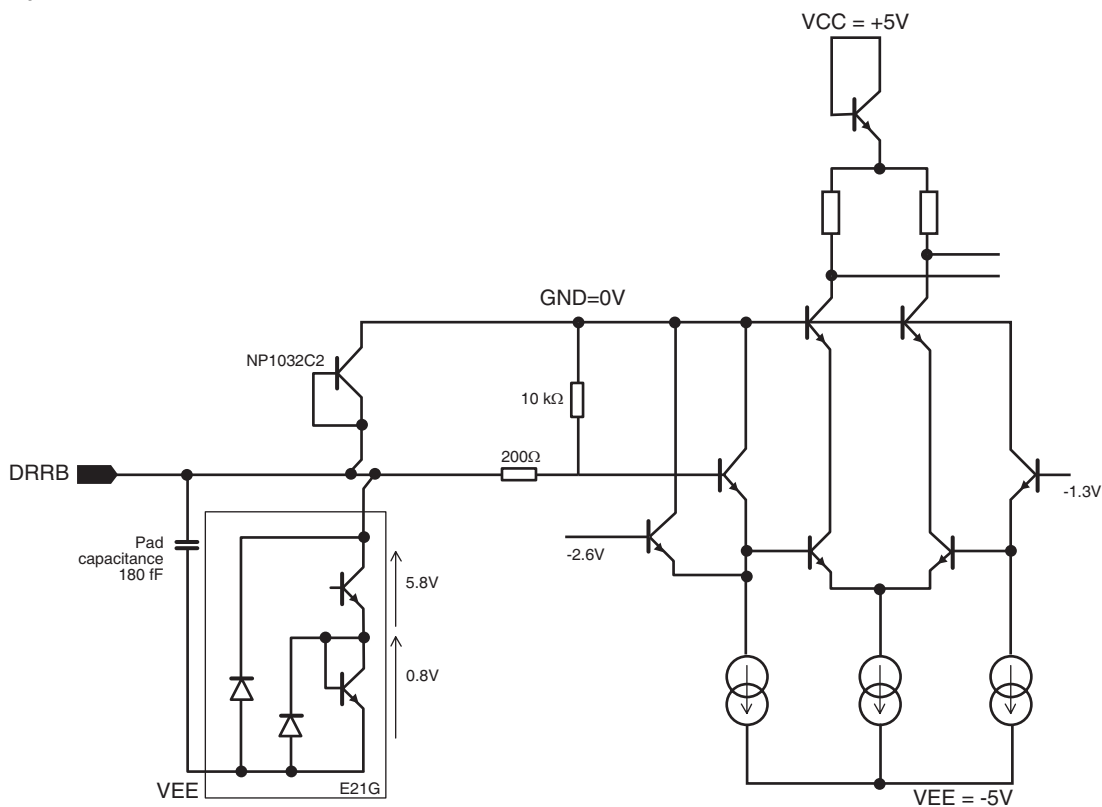 VCC = +5V
GND=0V
NP1032C2
10 kΩ
200Ω
DRRB
-1.3V
Pad
capacitance
180 fF
-2.6V
5.8V
0.8V
VEE
E21G
VEE = -5V